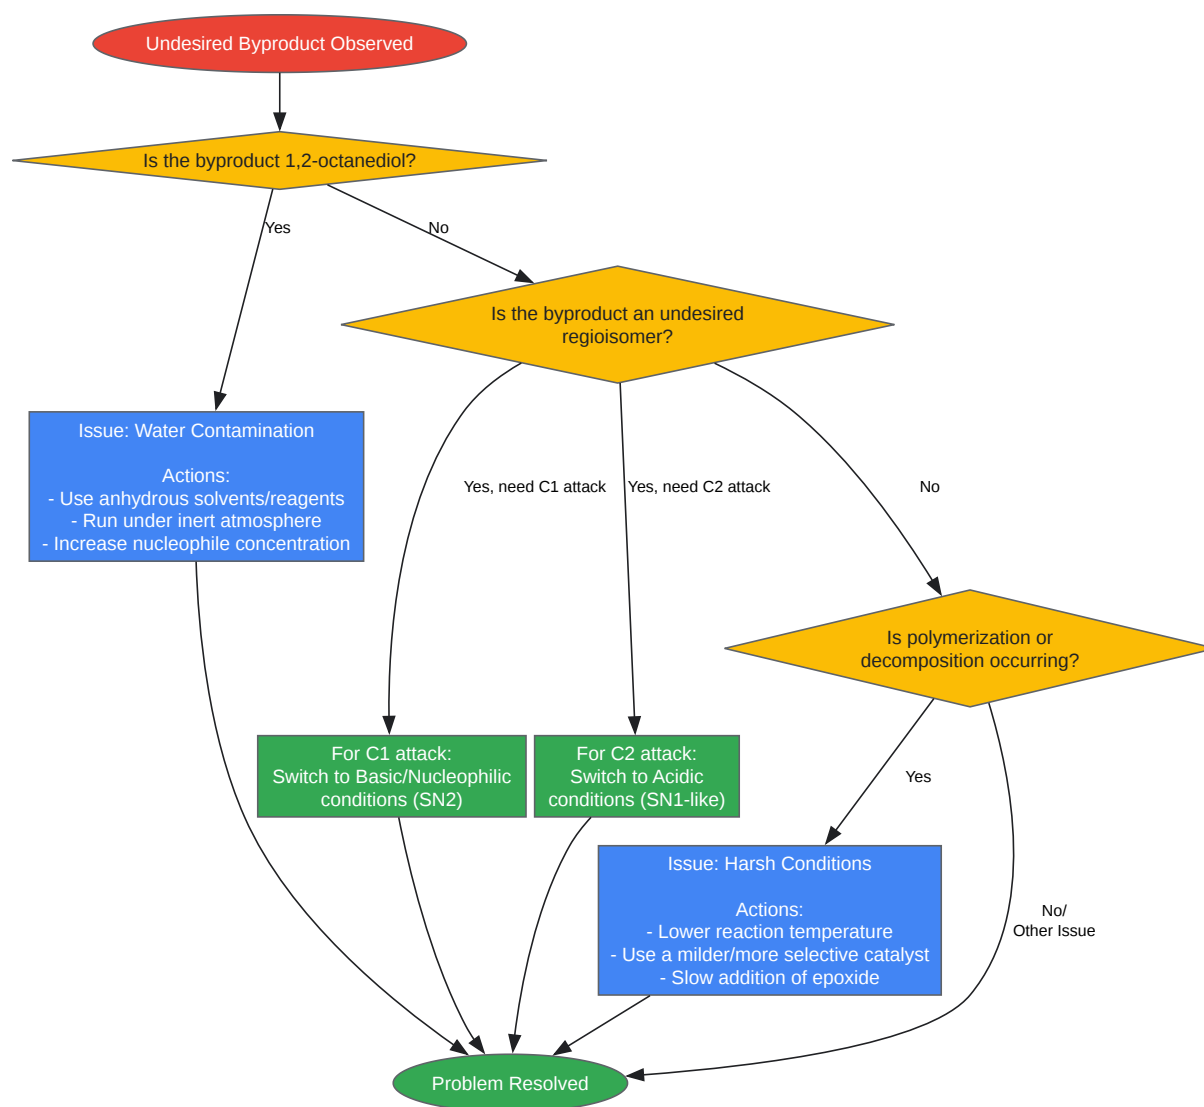 Undesired Byproduct Observed
Is the byproduct 1,2-octanediol?
Yes
No
Is the byproduct an undesired
regioisomer?
Issue: Water Contamination
Actions:
- Use anhydrous solvents/reagents
- Run under inert atmosphere
- Increase nucleophile concentration
Yes, need C1 attack
Yes, need C2 attack
No
Is polymerization or
decomposition occurring?
For C1 attack:
Switch to Basic/Nucleophilic
conditions (SN2)
For C2 attack:
Switch to Acidic
conditions (SN1-like)
Yes
Issue: Harsh Conditions
Actions:
- Lower reaction temperature
- Use a milder/more selective catalyst
- Slow addition of epoxide
No/
Other Issue
Problem Resolved